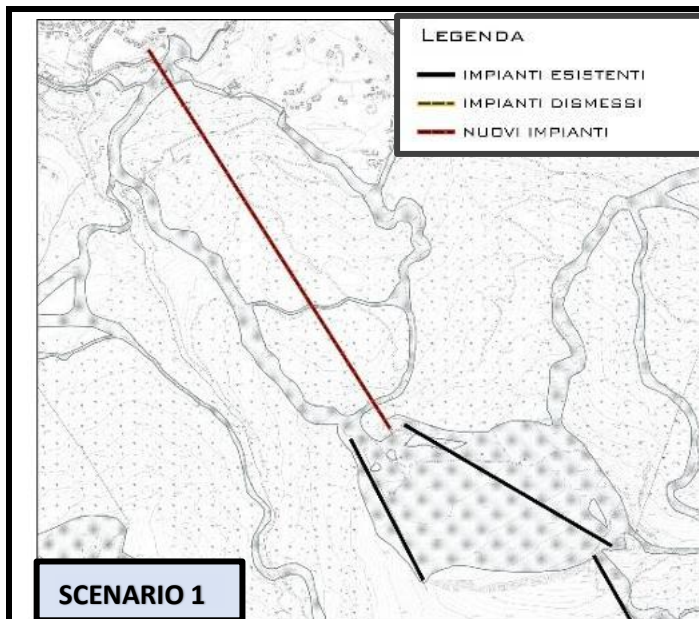 LEGENDA
IMPIANTI ESISTENTI
IMPIANTI DISMESSI
NUOVI IMPIANTI
SCENARIO 1